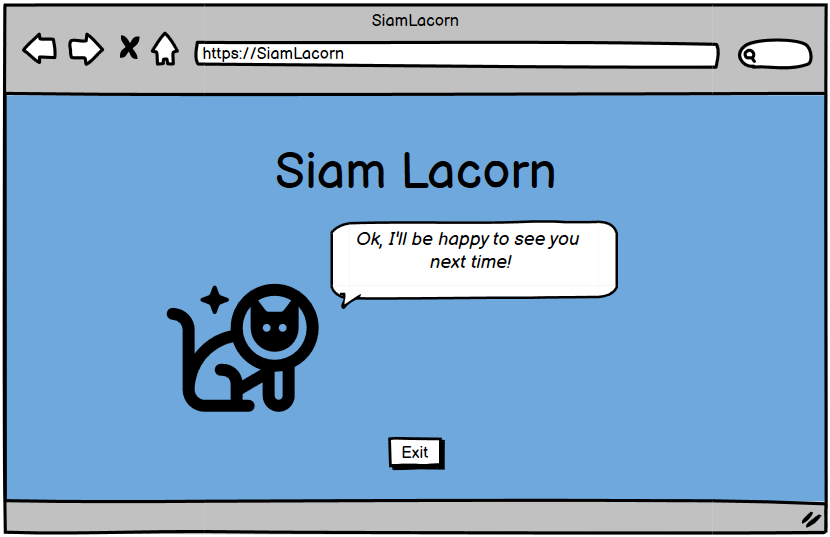 SiamLacorn
https://SiamLacorn
Siam Lacorn
Ok, I'll be happy to see you
next time!
Exit